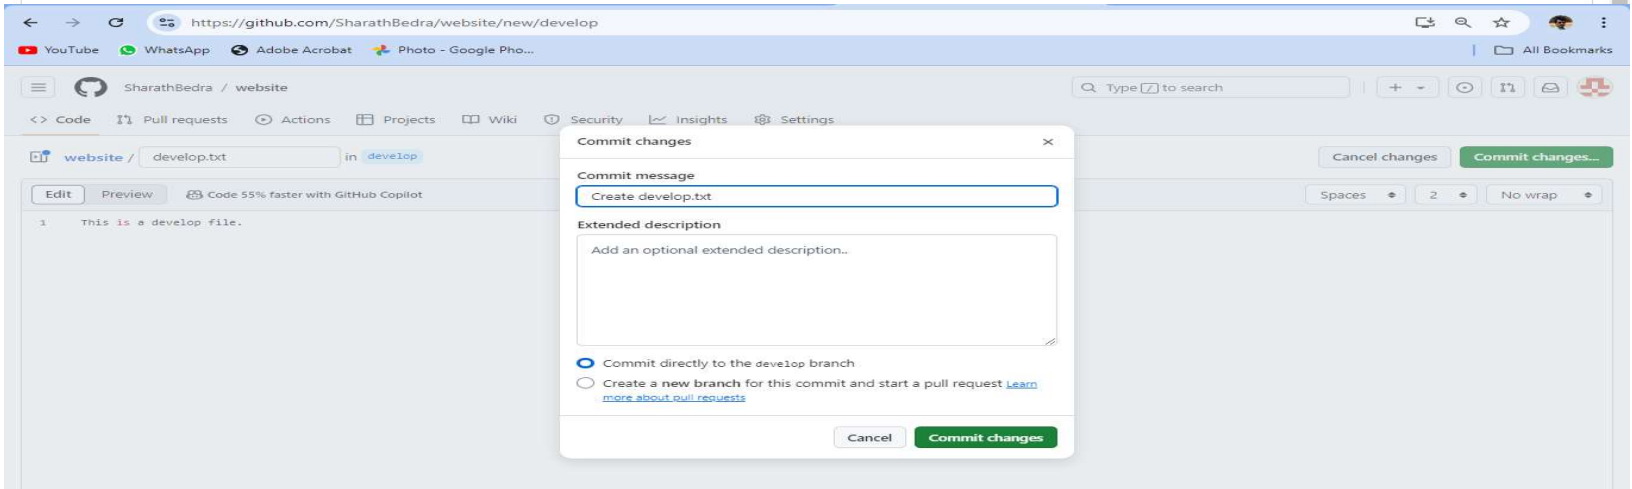 https://github.com/SharathBedra/website/new/develop
YouTube WhatsApp Adobe Acrobat Photo - Google Pho... All Bookmarks
SharathBedra / website Type / to search
<> Code Pull requests Actions Projects Wiki Security Insights Settings
website / develop.txt in develop Cancel changes Commit changes...
Edit Preview Code 55% faster with GitHub Copilot Spaces 2 No wrap
1 This is a develop file.
Commit changes
Commit message
Create develop.txt
Extended description
Add an optional extended description..
Commit directly to the develop branch
Create a new branch for this commit and start a pull request Learn
more about pull requests
Cancel Commit changes